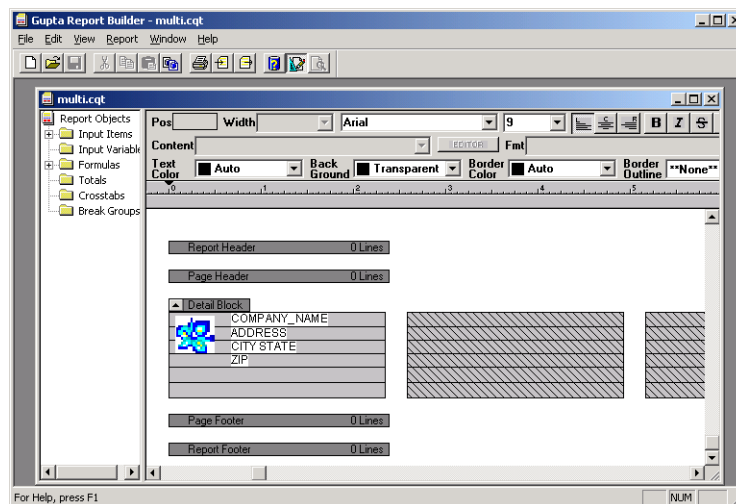 Gupta Report Builder - multi.cqt
File Edit View Report Window Help
multi.cqt
Report Objects
Input Items
Input Variable
Formulas
Totals
Crosstabs
Break Groups
Pos Width Arial 9 B I S
Content EDITOR Fmt
Text Color Auto Back Ground Transparent Border Color Auto Border Outline **None**
0 1 2 3 4 5
Report Header 0 Lines
Page Header 0 Lines
Detail Block
COMPANY_NAME
ADDRESS
CITY STATE
ZIP
Page Footer 0 Lines
Report Footer 0 Lines
For Help, press F1 NUM